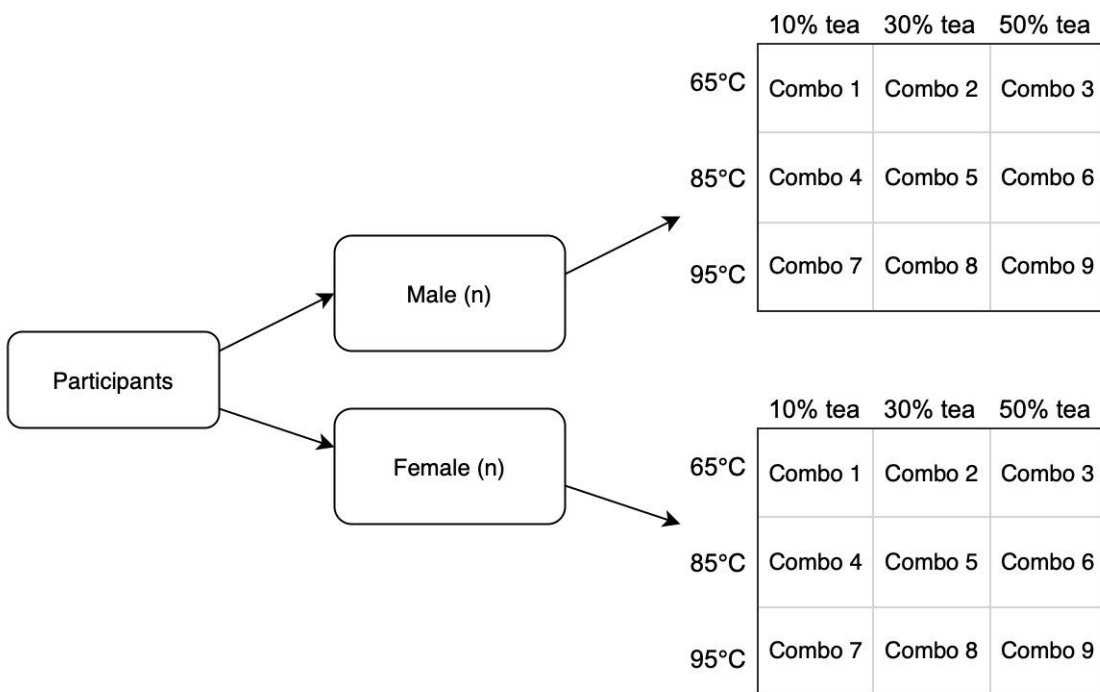 10% tea 30% tea 50% tea
65°C Combo 1 Combo 2 Combo 3
85°C Combo 4 Combo 5 Combo 6
95°C Combo 7 Combo 8 Combo 9
Male (n)
Participants
Female (n)
10% tea 30% tea 50% tea
65°C Combo 1 Combo 2 Combo 3
85°C Combo 4 Combo 5 Combo 6
95°C Combo 7 Combo 8 Combo 9